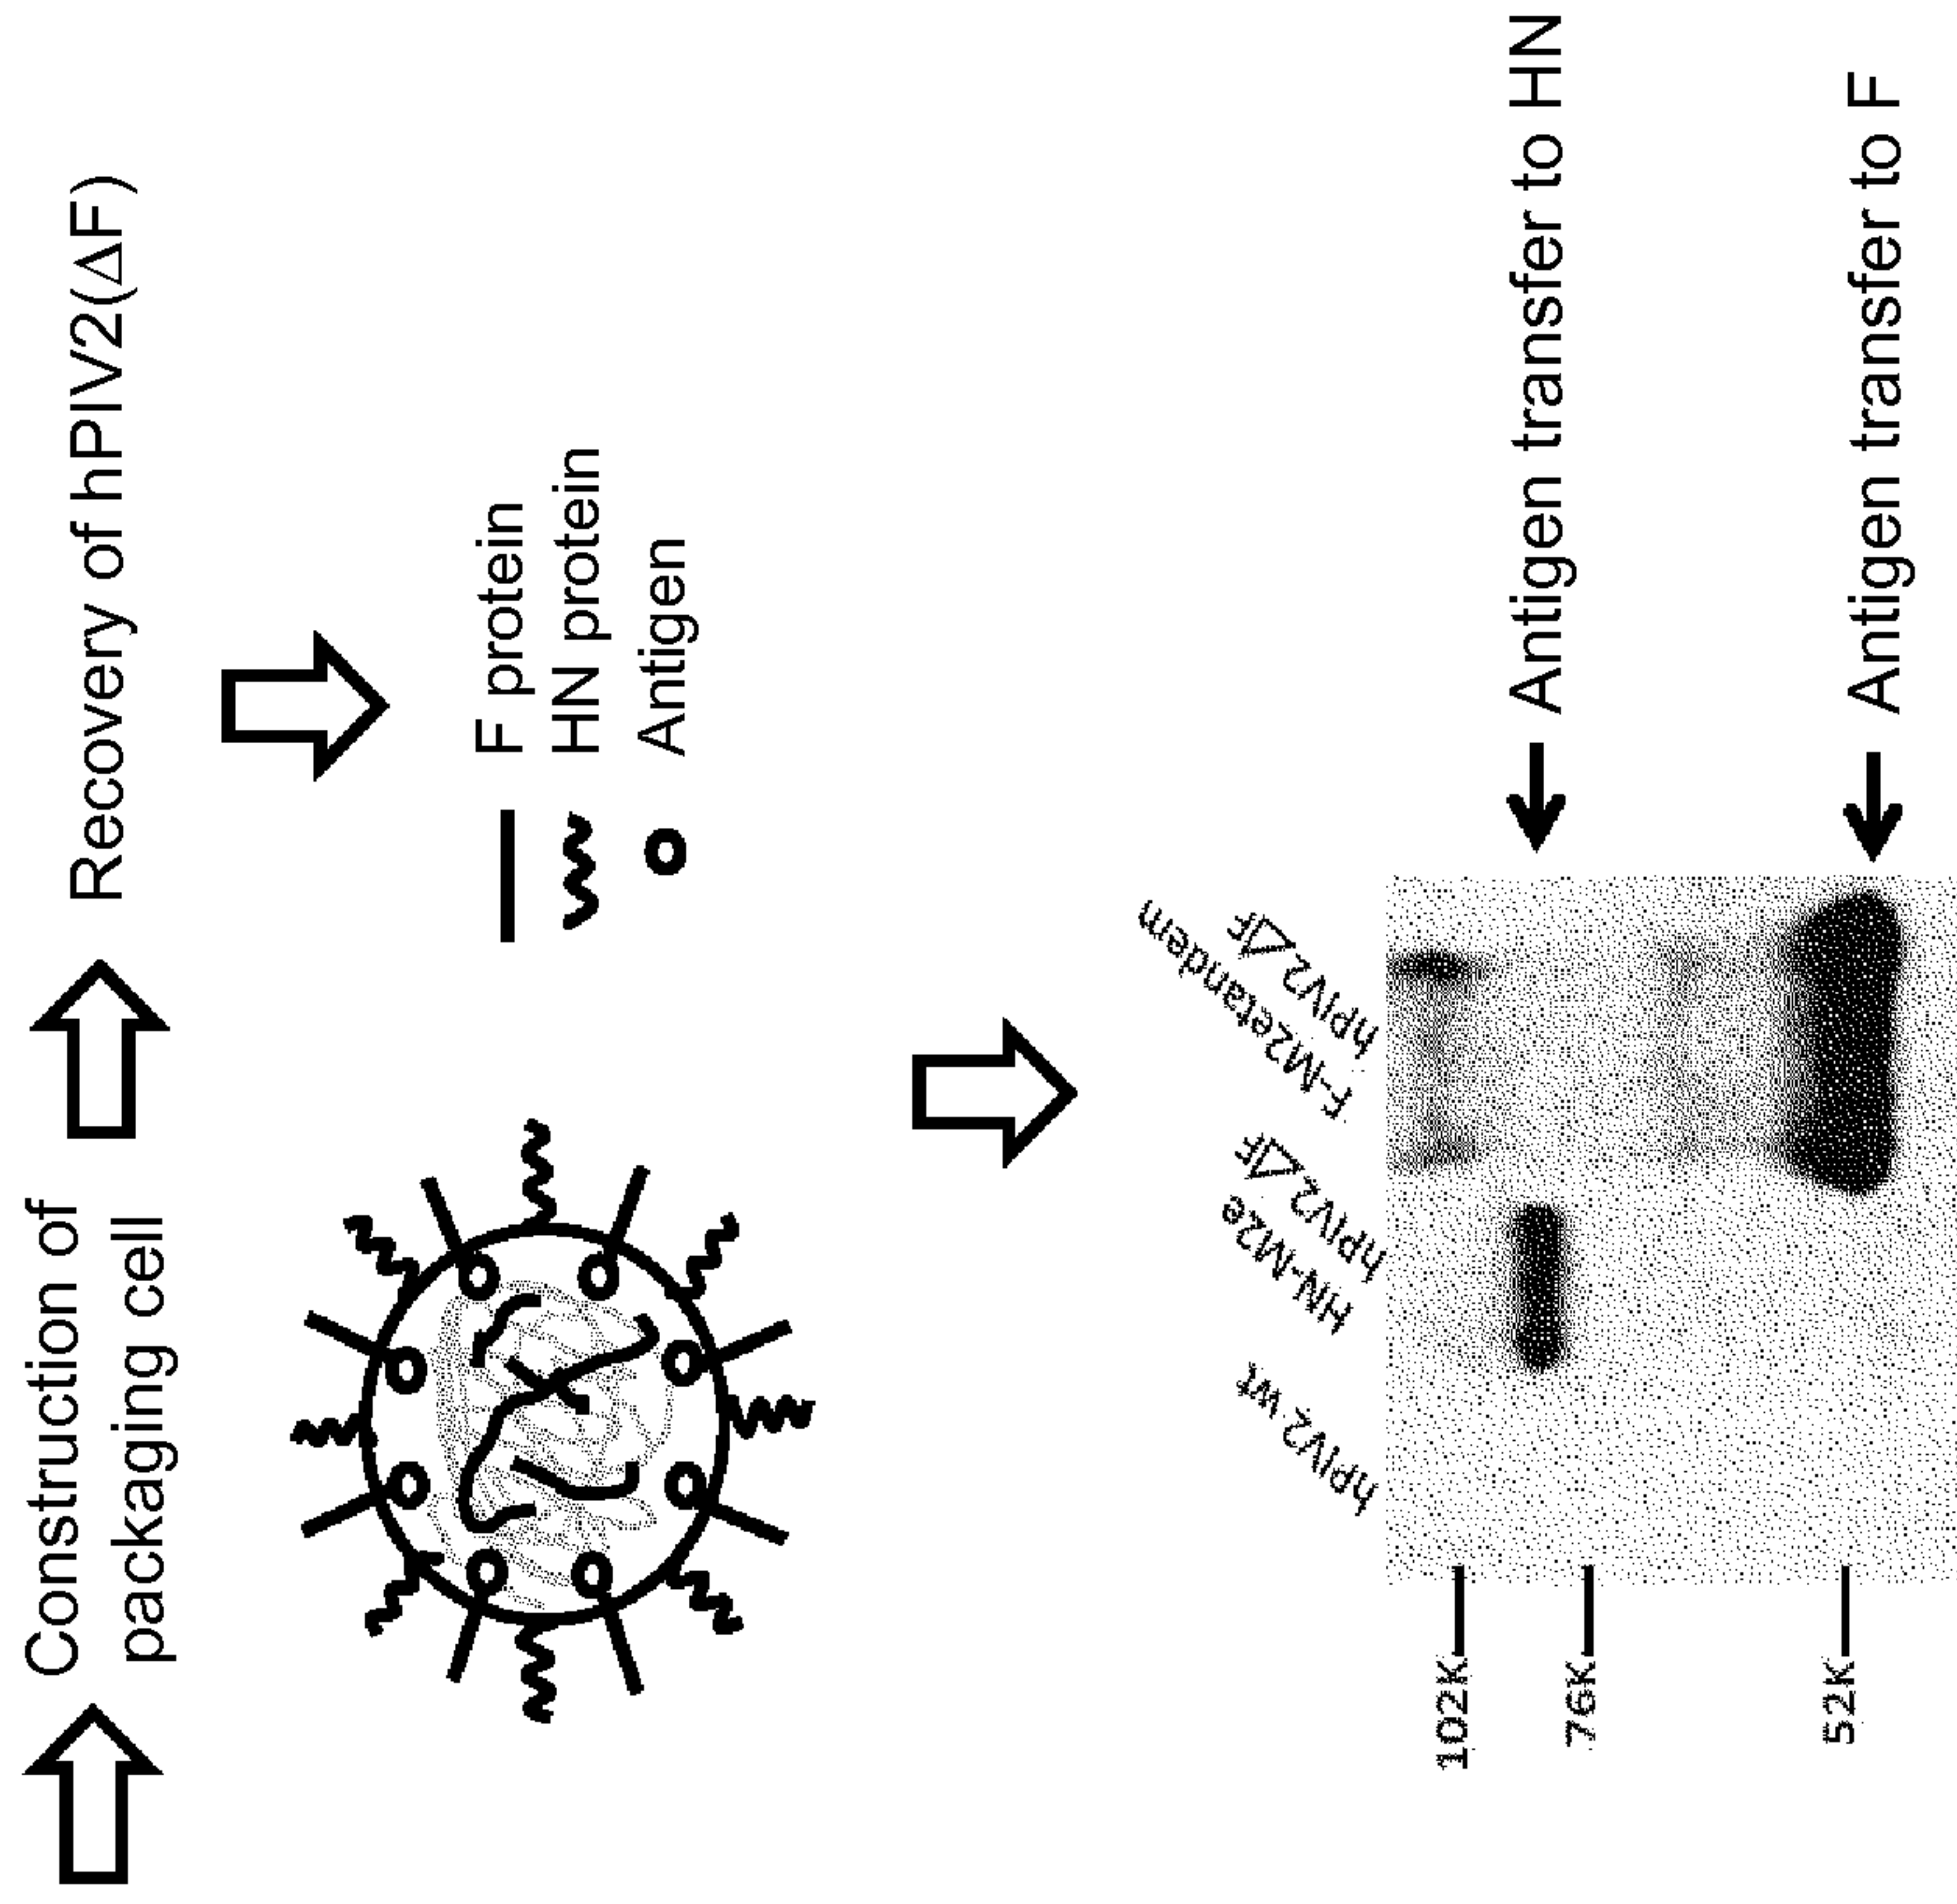 Construction of
packaging cell
Recovery of hPIV2(ΔF)
F protein
HN protein
Antigen
hPIV2 wt
HN-M2e
hPIV2 ΔF
F-M2etandem
hPIV2 ΔF
102K
76K
52K
Antigen transfer to HN
Antigen transfer to F